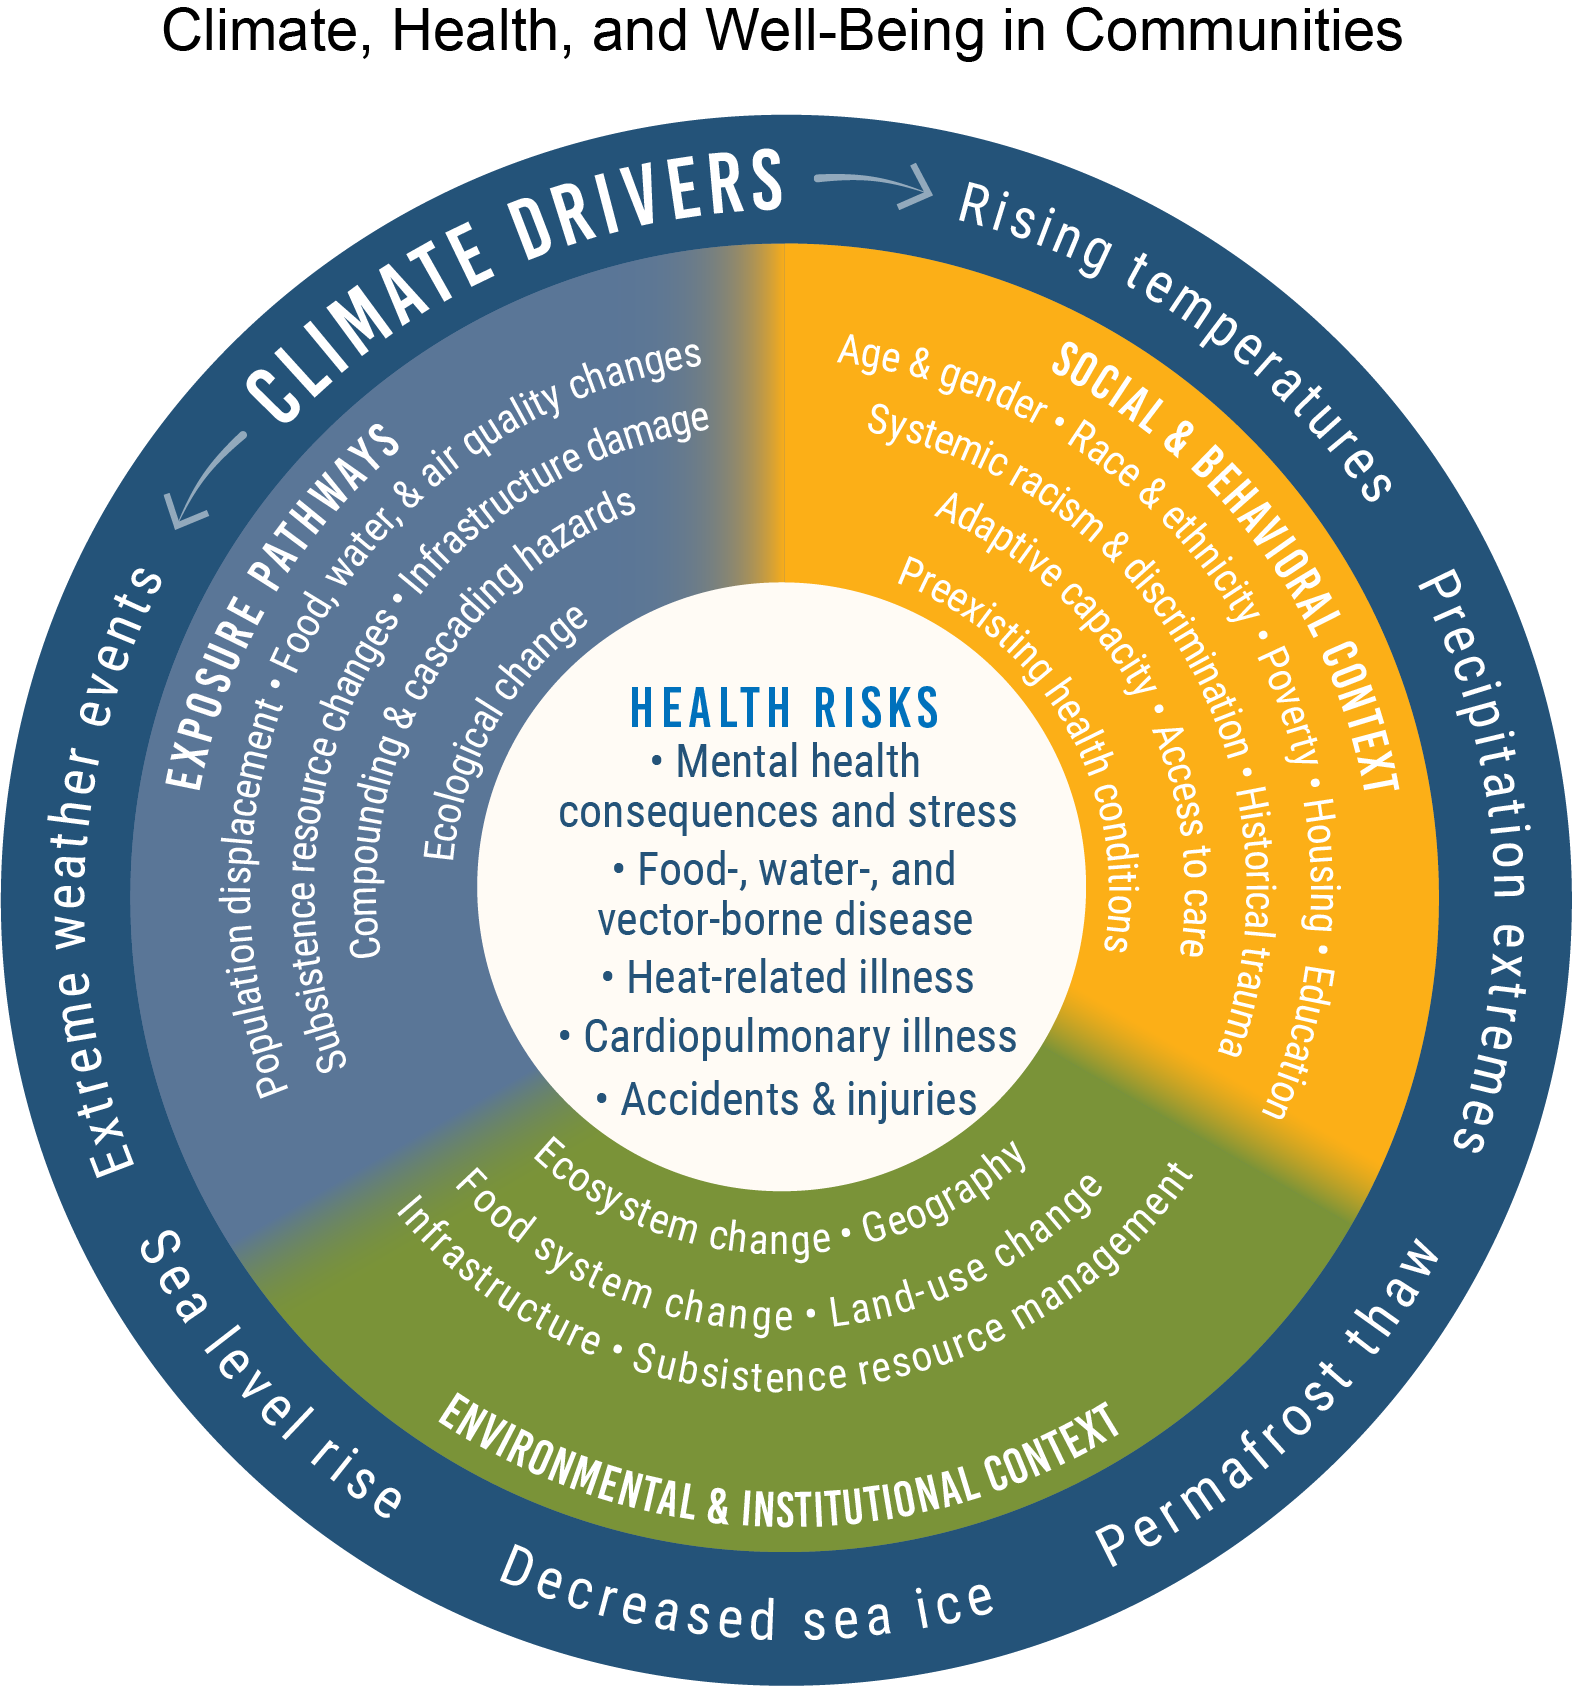 Climate, Health, and Well-Being in Communities
CLIMATE DRIVERS
Rising temperatures
Precipitation extremes
Permafrost thaw
Decreased sea ice
Sea level rise
Extreme weather events
EXPOSURE PATHWAYS
Population displacement • Food, water, & air quality changes
Subsistence resource changes • Infrastructure damage
Compounding & cascading hazards
Ecological change
SOCIAL & BEHAVIORAL CONTEXT
Age & gender • Race & ethnicity • Poverty • Housing • Education
Systemic racism & discrimination • Historical trauma
Adaptive capacity • Access to care
Preexisting health conditions
HEALTH RISKS
• Mental health
consequences and stress
• Food-, water-, and
vector-borne disease
• Heat-related illness
• Cardiopulmonary illness
• Accidents & injuries
Ecosystem change • Geography
Food system change • Land-use change
Infrastructure • Subsistence resource management
ENVIRONMENTAL & INSTITUTIONAL CONTEXT